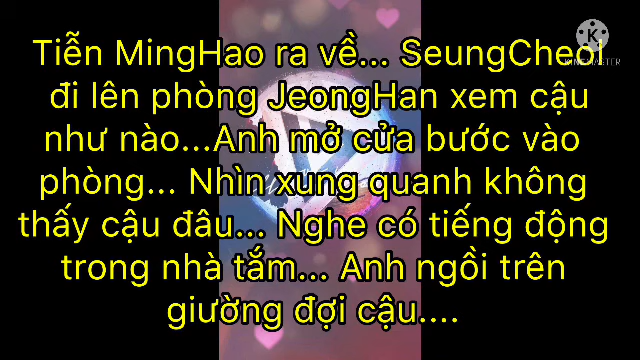 Tiễn MingHao ra về... SeungCheol
đi lên phòng JeongHan xem cậu
như nào...Anh mở cửa bước vào
phòng... Nhìn xung quanh không
thấy cậu đâu... Nghe có tiếng động
trong nhà tắm... Anh ngồi trên
giường đợi cậu....